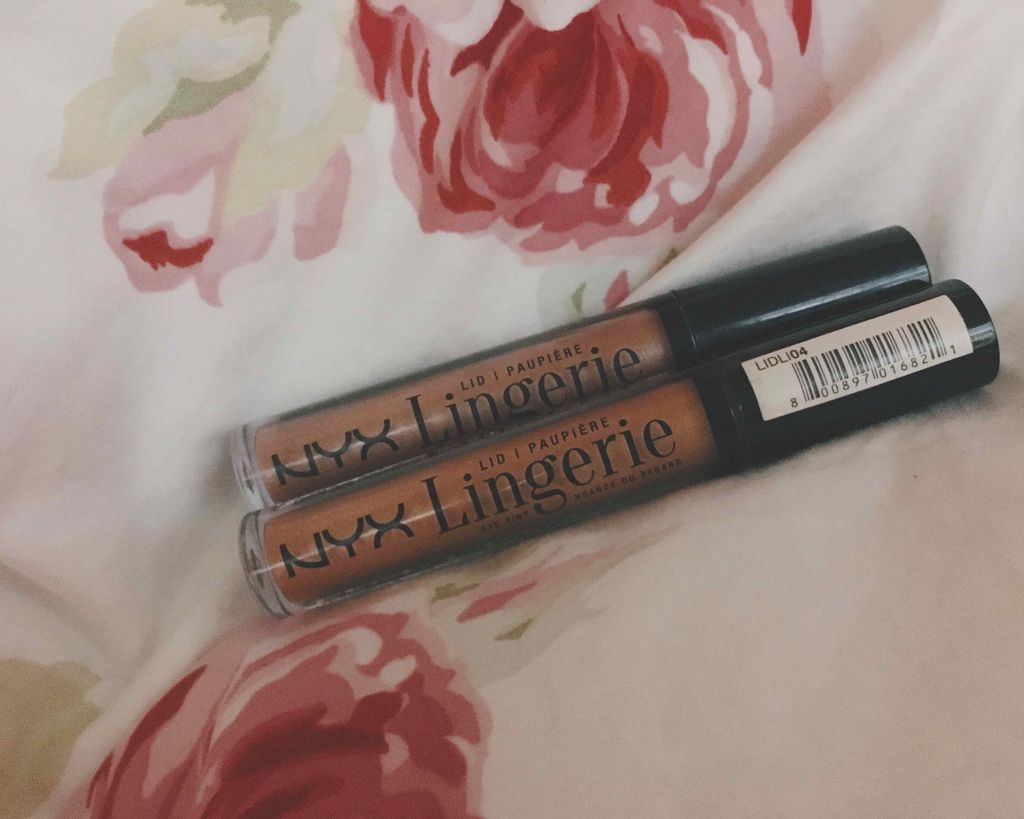 LID | PAUPIÈRE
NYX Lingerie
LID | PAUPIÈRE
NYX Lingerie
EYE TINT NUANCE DU REGARD
LIDLI04
8 00897 01682 1